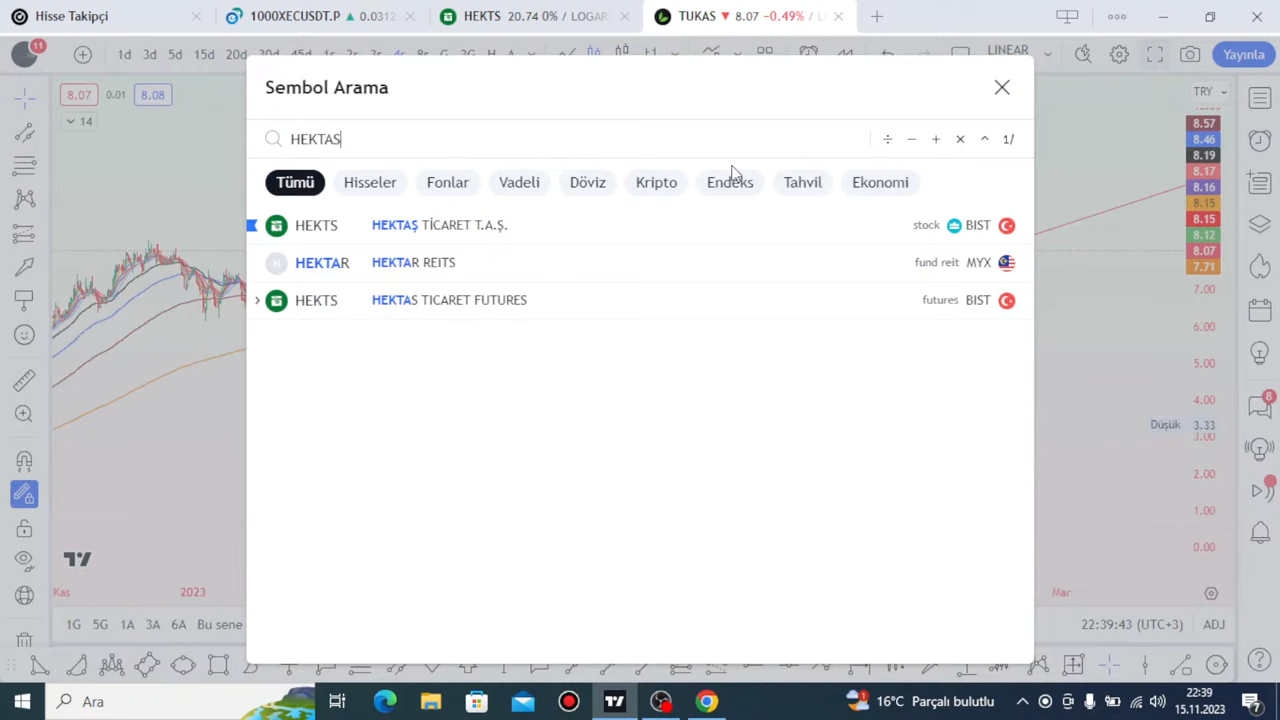 Hisse Takipçi
1000XECUSDT.P ▲ 0.0312
HEKTS 20.74 0% / LOGAR
TUKAS ▼ 8.07 −0.49% / L
11
1d 3d 5d 15d 20d
LINEAR
Yayınla
8.07 0.01 8.08
14
Sembol Arama
HEKTAS
1/
Tümü Hisseler Fonlar Vadeli Döviz Kripto Endeks Tahvil Ekonomi
HEKTS HEKTAŞ TİCARET T.A.Ş. stock BIST
H HEKTAR HEKTAR REITS fund reit MYX
HEKTS HEKTAS TICARET FUTURES futures BIST
TRY
8.57
8.46
8.19
8.17
8.16
8.15
8.15
8.12
8.07
7.71
7.00
6.00
5.00
4.00
Düşük 3.33
3.00
2.00
1.00
0.00
8
Kas 2023 Mar
1G 5G 1A 3A 6A Bu sene
22:39:43 (UTC+3) ADJ
Ara
16°C Parçalı bulutlu
22:39
15.11.2023
7